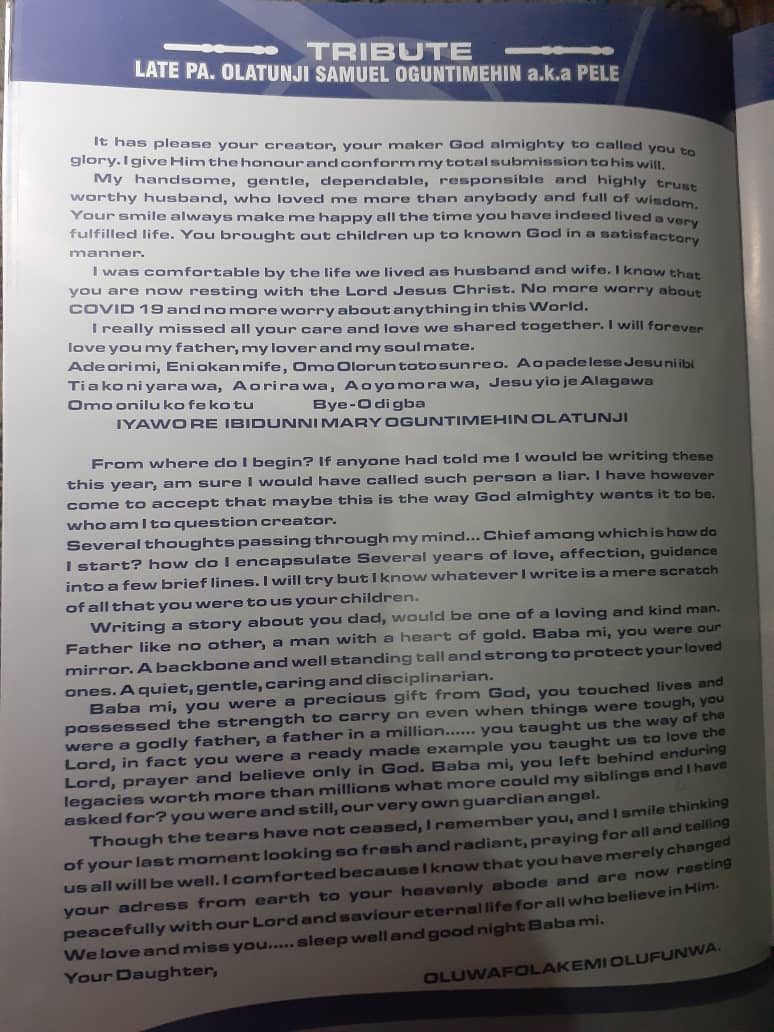 TRIBUTE
LATE PA. OLATUNJI SAMUEL OGUNTIMEHIN a.k.a PELE
It has please your creator, your maker God almighty to called you to
glory. I give Him the honour and conform my total submission to his will.
My handsome, gentle, dependable, responsible and highly trust
worthy husband, who loved me more than anybody and full of wisdom.
Your smile always make me happy all the time you have indeed lived a very
fulfilled life. You brought out children up to known God in a satisfactory
manner.
I was comfortable by the life we lived as husband and wife. I know that
you are now resting with the Lord Jesus Christ. No more worry about
COVID 19 and no more worry about anything in this World.
I really missed all your care and love we shared together. I will forever
love you my father, my lover and my soul mate.
Ade ori mi, Eni okan mi fe, Omo Olorun toto sun re o. A o pade lese Jesu ni ibi
Ti a ko ni yara wa, A o rira wa, A o yo mo ra wa, Jesu yio je Alagawa
Omo onilu ko fe ko tu Bye-O di gba
IYAWO RE IBIDUNNI MARY OGUNTIMEHIN OLATUNJI
From where do I begin? If anyone had told me I would be writing these
this year, am sure I would have called such person a liar. I have however
come to accept that maybe this is the way God almighty wants it to be.
who am I to question creator.
Several thoughts passing through my mind... Chief among which is how do
I start? how do I encapsulate Several years of love, affection, guidance
into a few brief lines. I will try but I know whatever I write is a mere scratch
of all that you were to us your children.
Writing a story about you dad, would be one of a loving and kind man.
Father like no other, a man with a heart of gold. Baba mi, you were our
mirror. A backbone and well standing tall and strong to protect your loved
ones. A quiet, gentle, caring and disciplinarian.
Baba mi, you were a precious gift from God, you touched lives and
possessed the strength to carry on even when things were tough, you
were a godly father, a father in a million...... you taught us the way of the
Lord, in fact you were a ready made example you taught us to love the
Lord, prayer and believe only in God. Baba mi, you left behind enduring
legacies worth more than millions what more could my siblings and I have
asked for? you were and still, our very own guardian angel.
Though the tears have not ceased, I remember you, and I smile thinking
of your last moment looking so fresh and radiant, praying for all and telling
us all will be well. I comforted because I know that you have merely changed
your adress from earth to your heavenly abode and are now resting
peacefully with our Lord and saviour eternal life for all who believe in Him.
We love and miss you..... sleep well and good night Baba mi.
Your Daughter,
OLUWAFOLAKEMI OLUFUNWA.